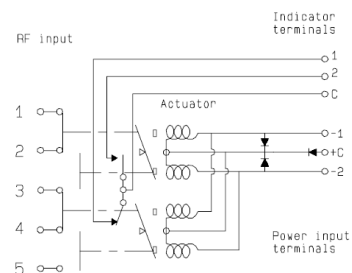 Indicator
terminals
RF input
1
2
C
Actuator
1
2
3
4
5
-1
+C
-2
Power input
terminals